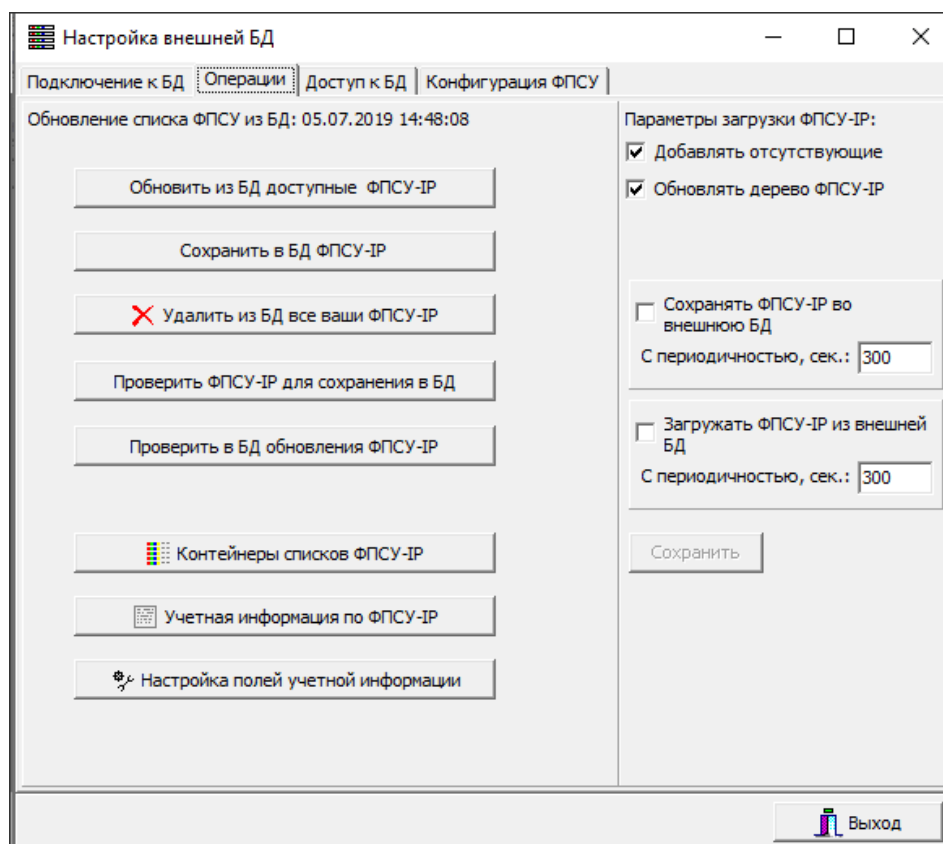 Настройка внешней БД
Подключение к БД Операции Доступ к БД Конфигурация ФПСУ
Обновление списка ФПСУ из БД: 05.07.2019 14:48:08
Обновить из БД доступные ФПСУ-IP
Сохранить в БД ФПСУ-IP
Удалить из БД все ваши ФПСУ-IP
Проверить ФПСУ-IP для сохранения в БД
Проверить в БД обновления ФПСУ-IP
Контейнеры списков ФПСУ-IP
Учетная информация по ФПСУ-IP
Настройка полей учетной информации
Параметры загрузки ФПСУ-IP:
Добавлять отсутствующие
Обновлять дерево ФПСУ-IP
Сохранять ФПСУ-IP во
внешнюю БД
С периодичностью, сек.: 300
Загружать ФПСУ-IP из внешней
БД
С периодичностью, сек.: 300
Сохранить
Выход